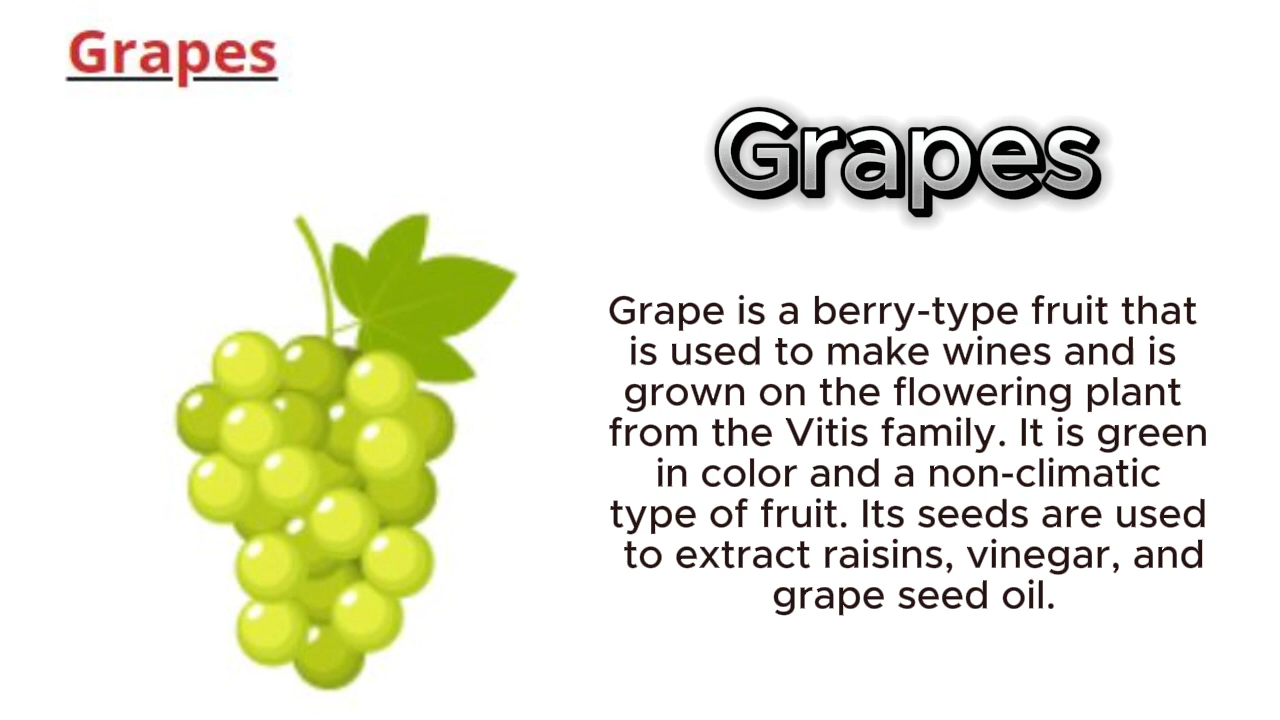 Grapes
Grapes
Grape is a berry-type fruit that
is used to make wines and is
grown on the flowering plant
from the Vitis family. It is green
in color and a non-climatic
type of fruit. Its seeds are used
to extract raisins, vinegar, and
grape seed oil.